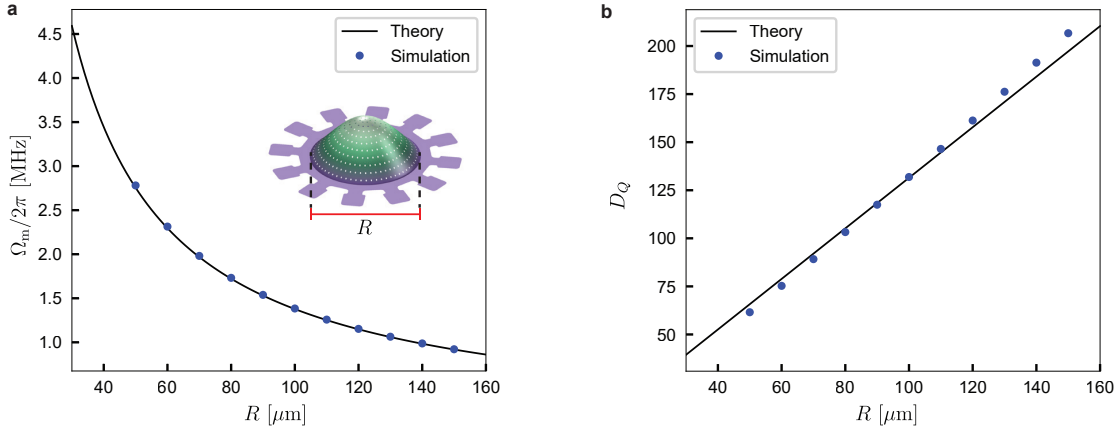 a
Theory
Simulation
4.5
4.0
3.5
3.0
2.5
2.0
1.5
1.0
Ωm/2π [MHz]
R
40 60 80 100 120 140 160
R [μm]
b
Theory
Simulation
200
175
150
125
100
75
50
D_Q
40 60 80 100 120 140 160
R [μm]